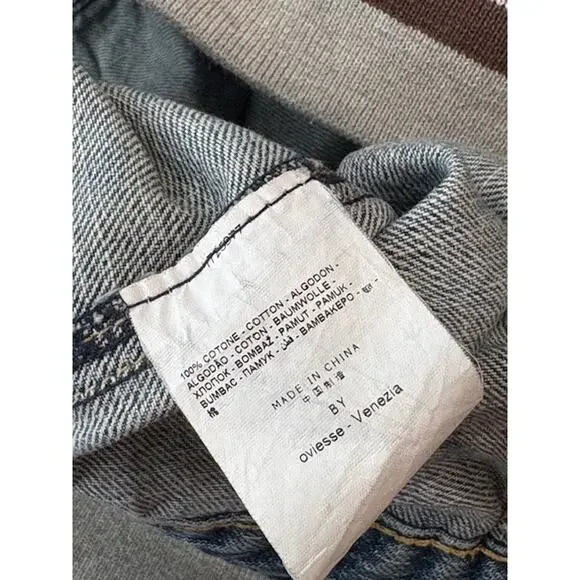 100% COTONE - COTTON - ALGODON -
ALGODÃO - COTON - BAUMWOLLE -
ХЛОПОК - BOMBAŽ - PAMUT - PAMUK -
BUMBAC - ПАМУК - قطن - ΒΑΜΒΑΚΕΡΟ -
棉
MADE IN CHINA
中国制造
BY
oviesse - Venezia